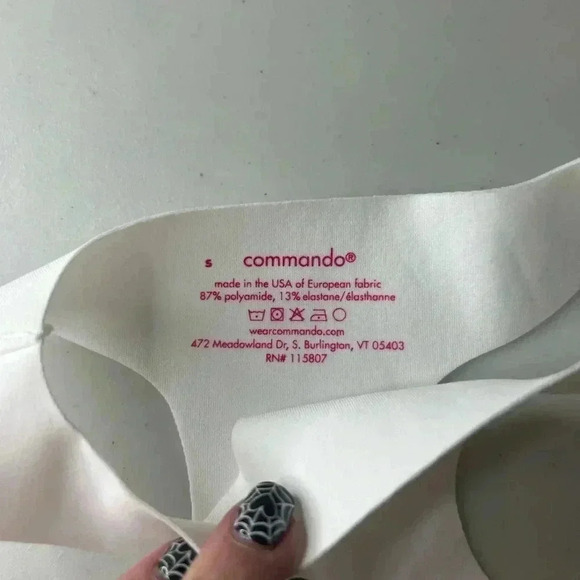 s commando®
made in the USA of European fabric
87% polyamide, 13% elastane/élasthanne
wearcommando.com
472 Meadowland Dr, S. Burlington, VT 05403
RN# 115807